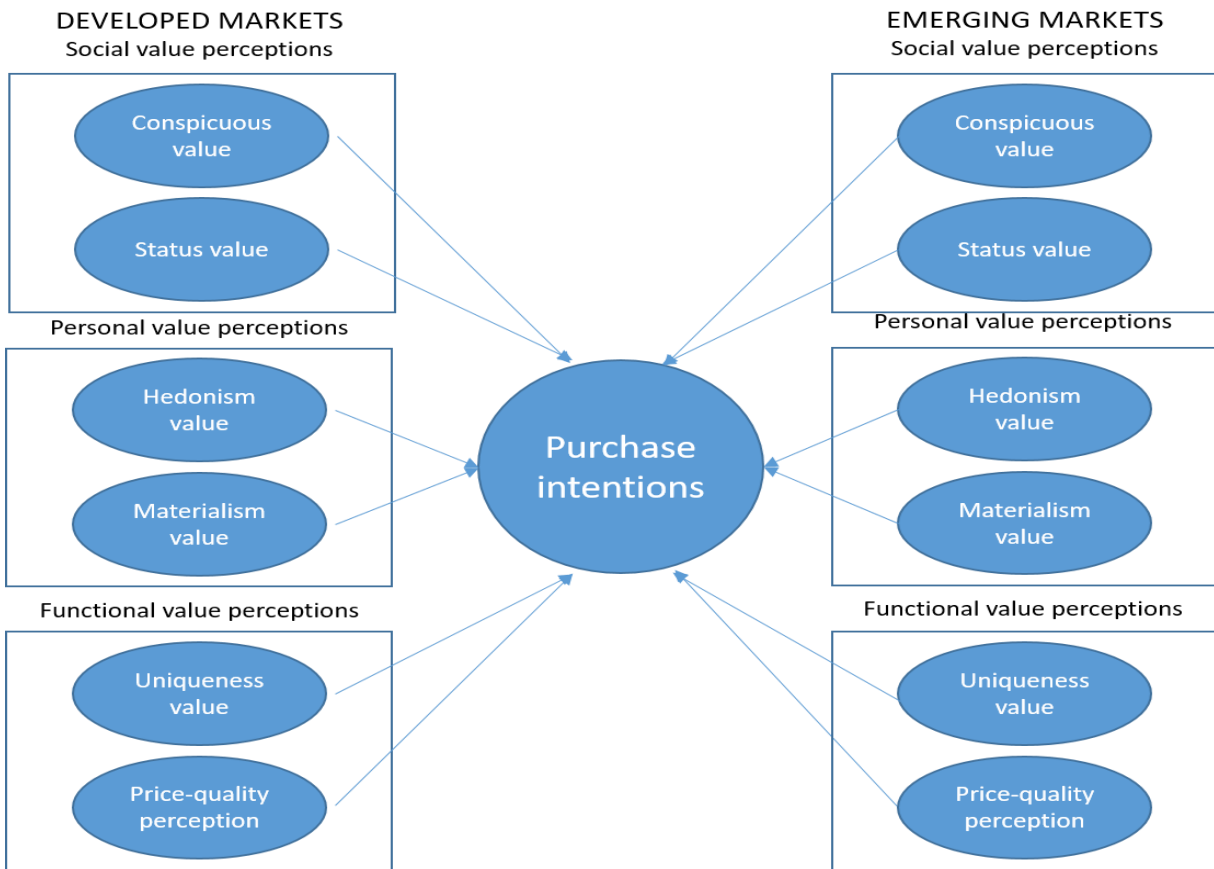 DEVELOPED MARKETS
Social value perceptions
Conspicuous
value
Status value
Personal value perceptions
Hedonism
value
Materialism
value
Functional value perceptions
Uniqueness
value
Price-quality
perception
Purchase
intentions
EMERGING MARKETS
Social value perceptions
Conspicuous
value
Status value
Personal value perceptions
Hedonism
value
Materialism
value
Functional value perceptions
Uniqueness
value
Price-quality
perception